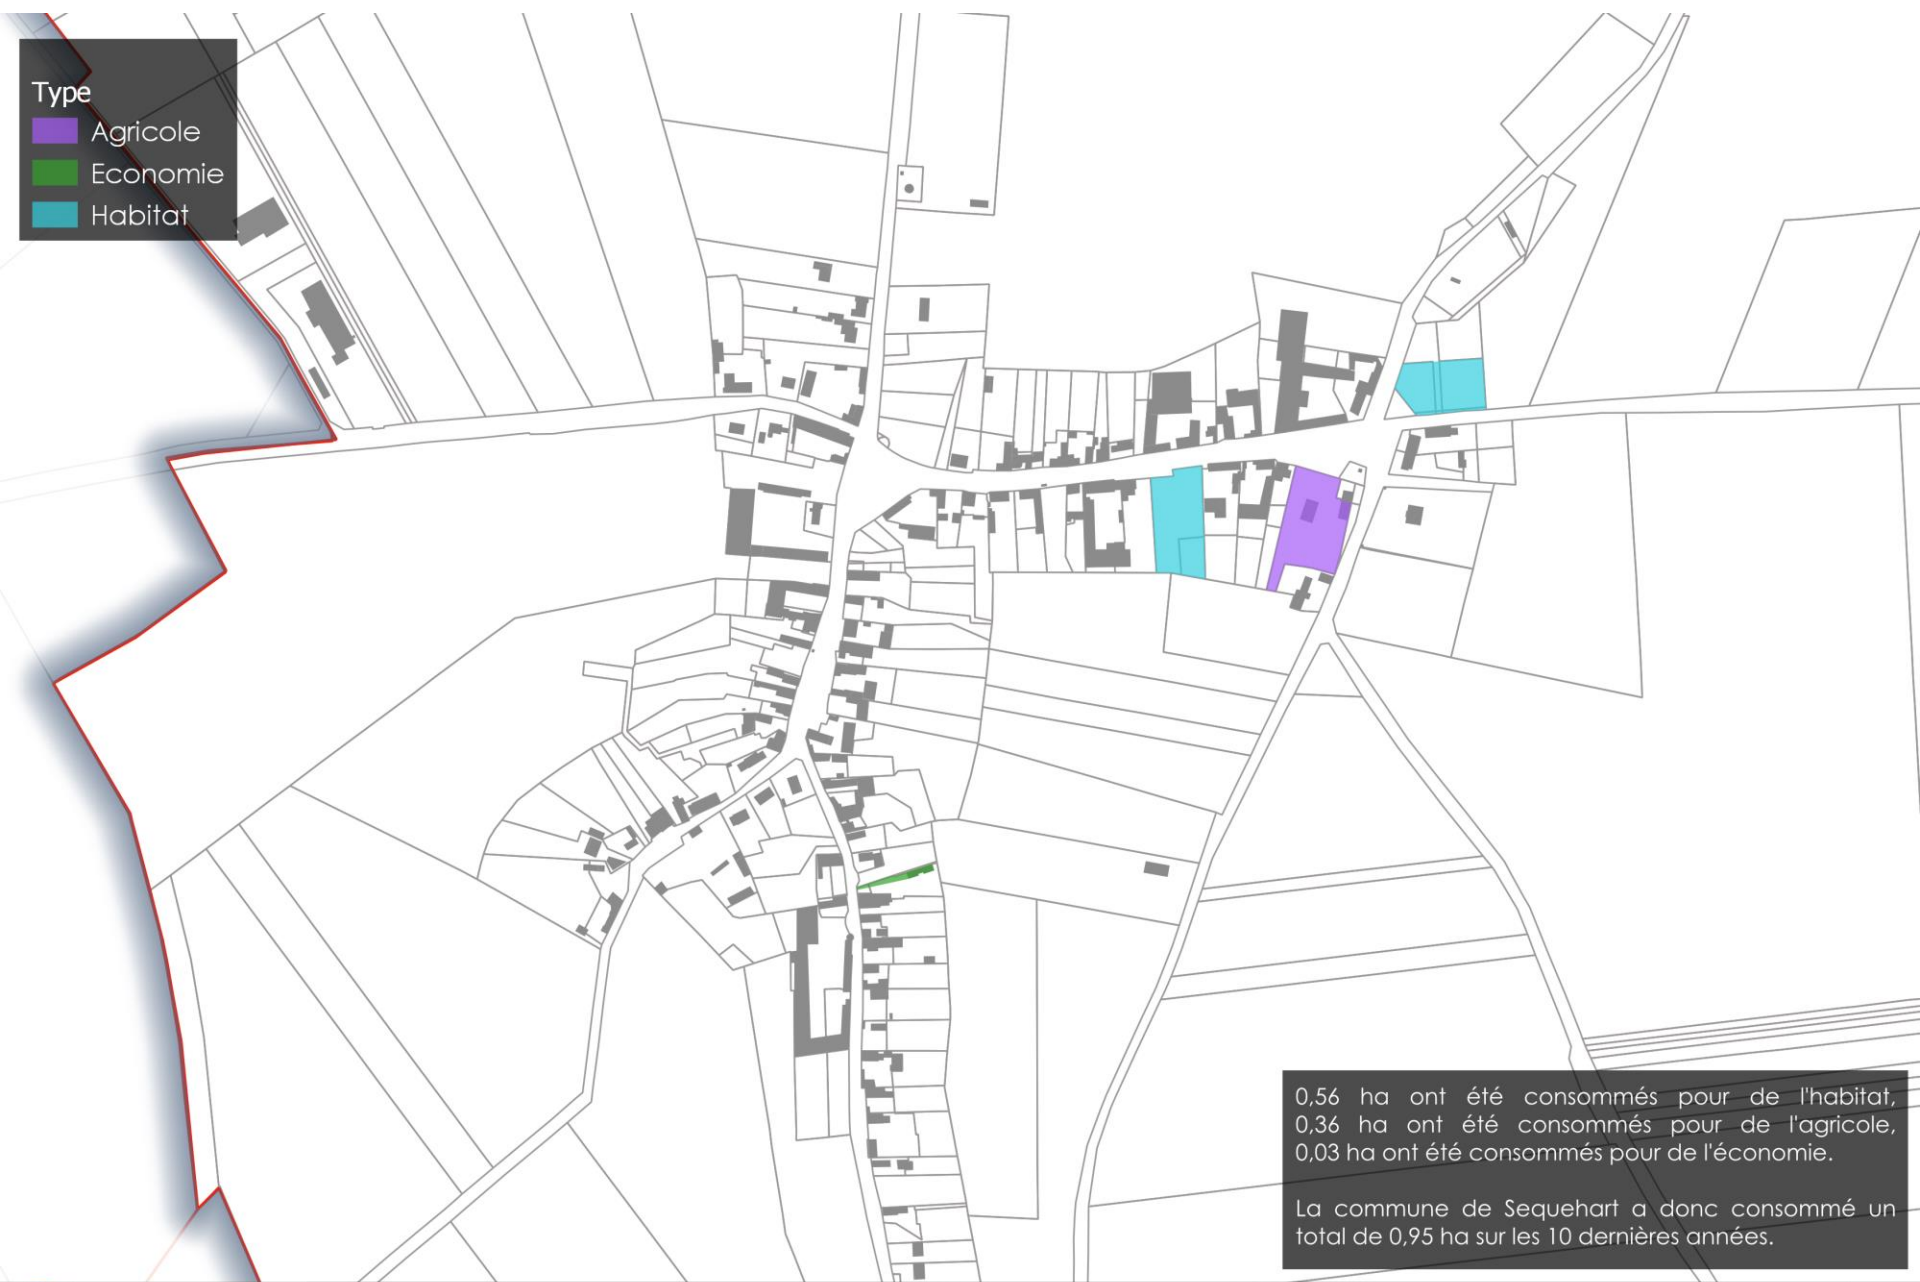 Type
Agricole
Economie
Habitat
0,56 ha ont été consommés pour de l'habitat,
0,36 ha ont été consommés pour de l'agricole,
0,03 ha ont été consommés pour de l'économie.
La commune de Sequehart a donc consommé un
total de 0,95 ha sur les 10 dernières années.